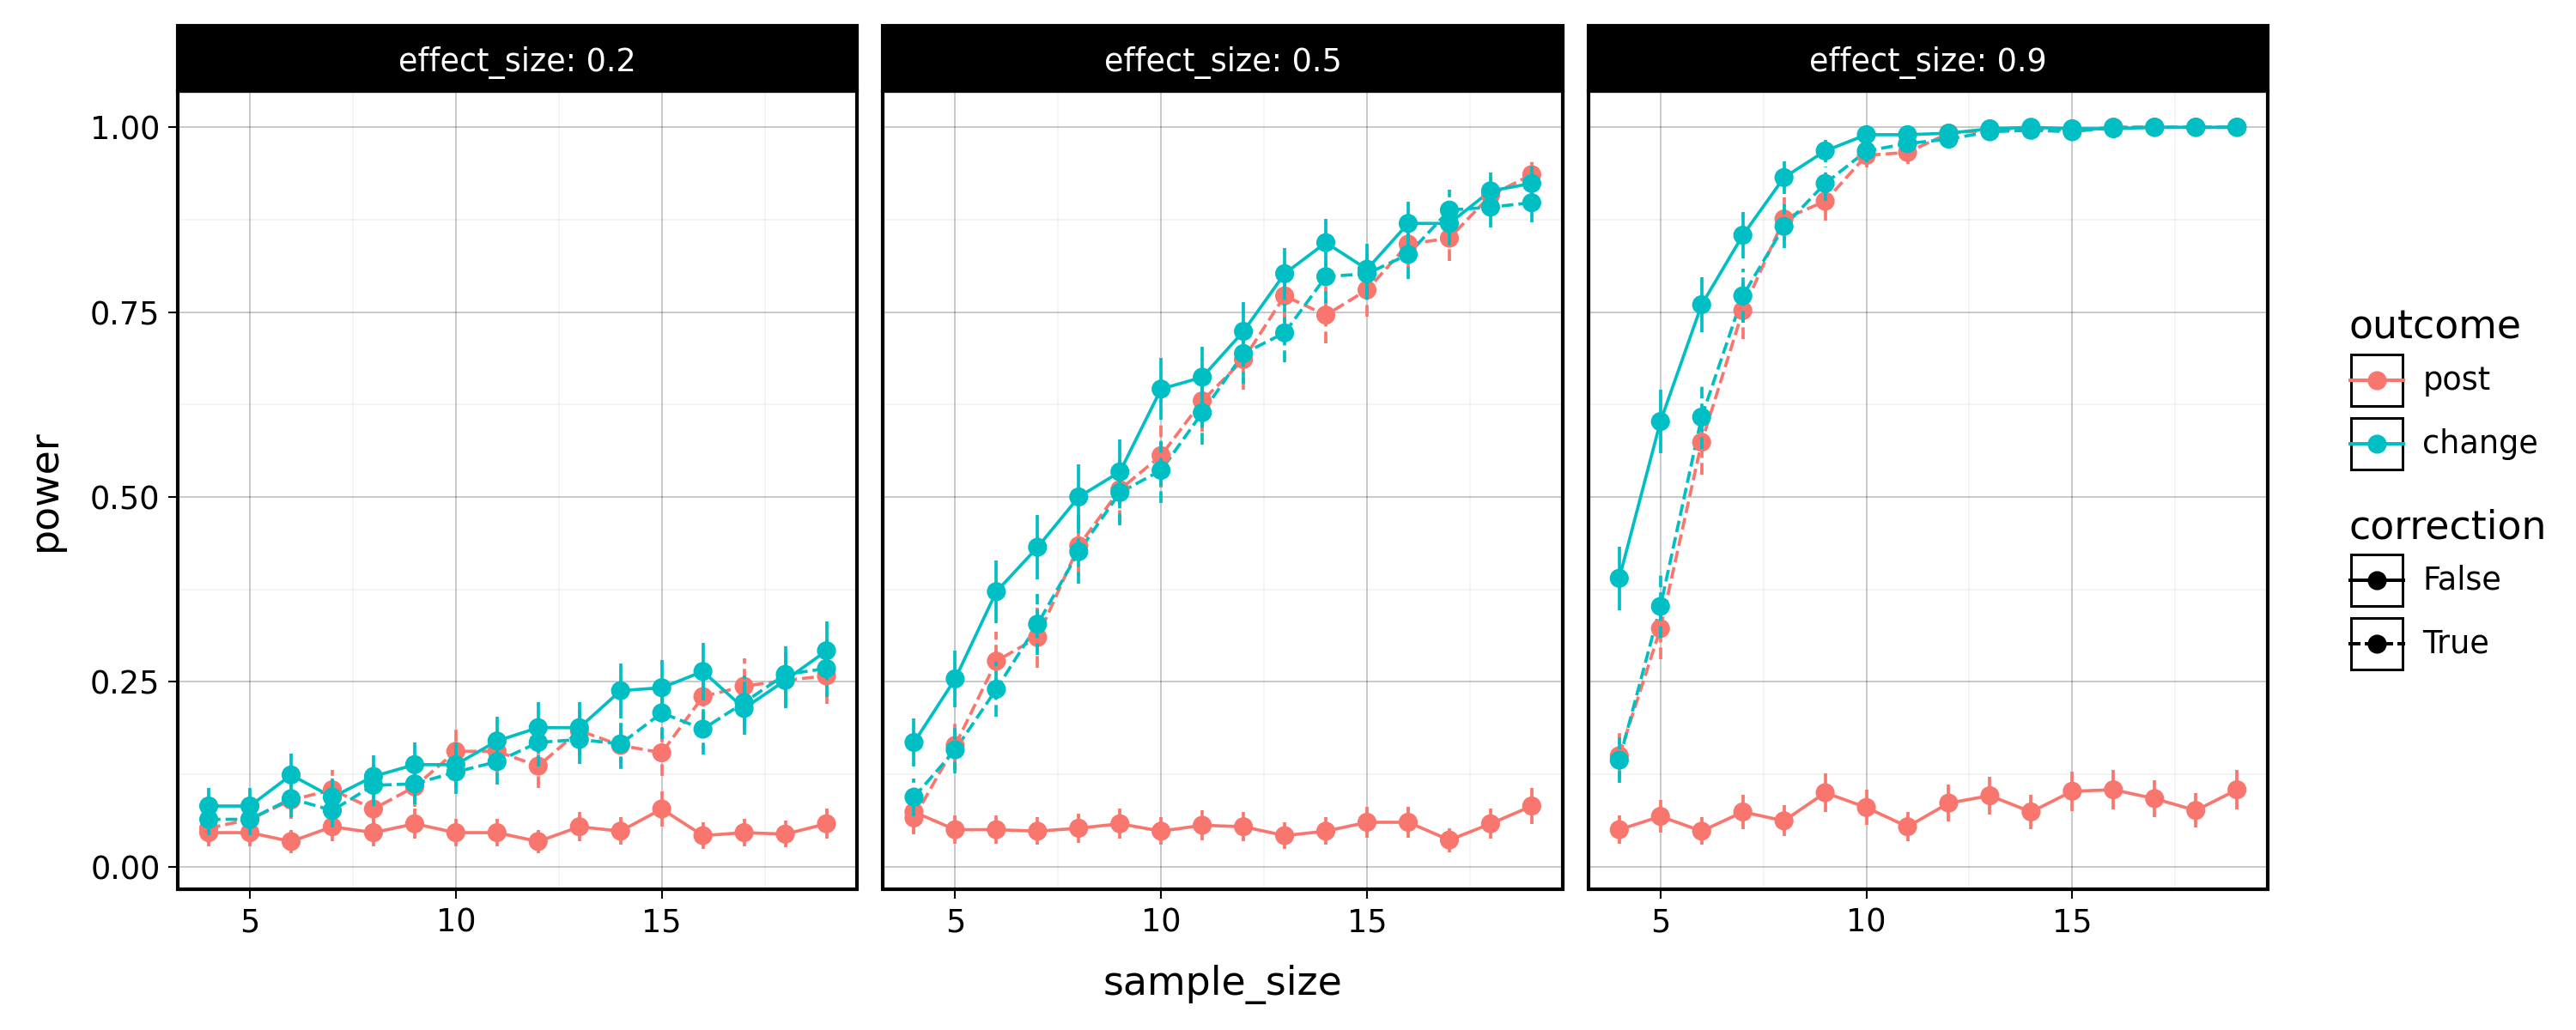 effect_size: 0.2
effect_size: 0.5
effect_size: 0.9
power
1.00
0.75
0.50
0.25
0.00
5 10 15
5 10 15
5 10 15
sample_size
outcome
post
change
correction
False
True